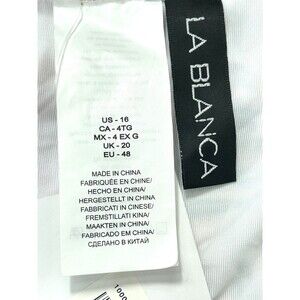 LA BLANCA
US - 16
CA - 4TG
MX - 4 EX G
UK - 20
EU - 48
MADE IN CHINA
FABRIQUÉE EN CHINE/
HECHO EN CHINA/
HERGESTELLT IN CHINA
FABBRICATI IN CINESE/
FREMSTILLATI KINA/
MAAKTEN IN CHINA/
FABRICADO EM CHINA/
СДЕЛАНО В КИТАЙ